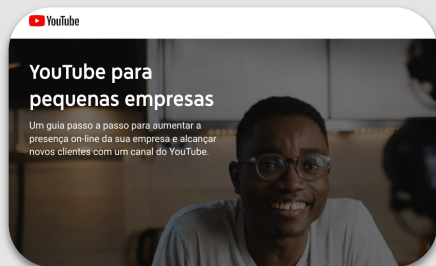 YouTube
YouTube para
pequenas empresas
Um guia passo a passo para aumentar a
presença on-line da sua empresa e alcançar
novos clientes com um canal do YouTube.